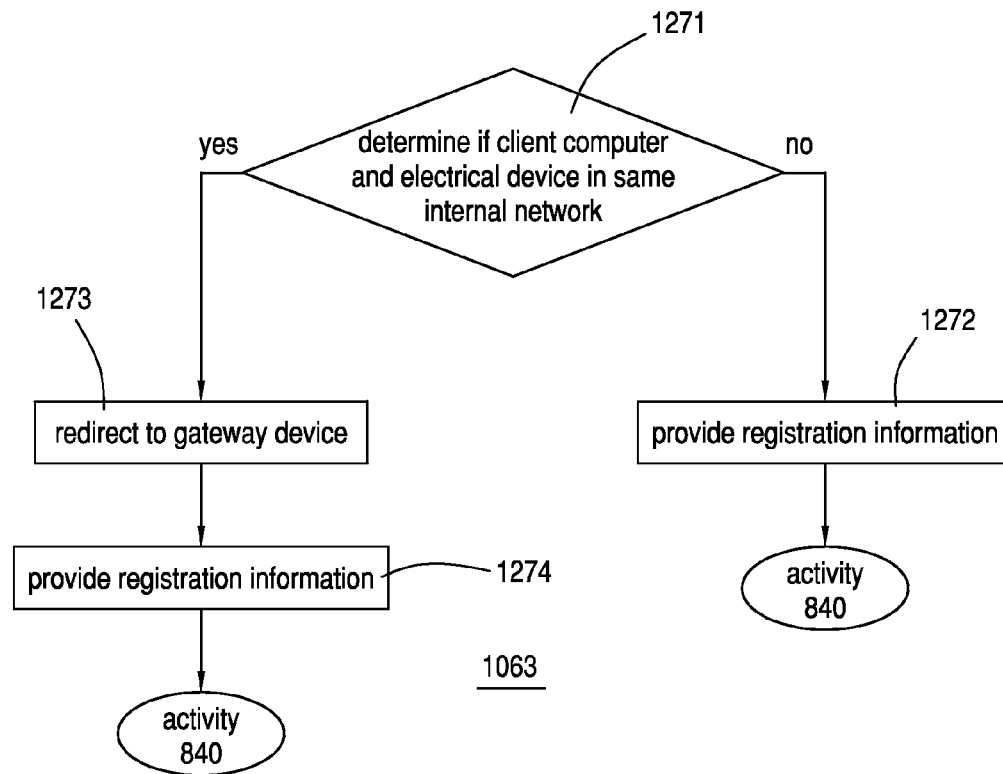 1271
yes
determine if client computer
and electrical device in same
internal network
no
1273
1272
redirect to gateway device
provide registration information
provide registration information
1274
activity
840
1063
activity
840